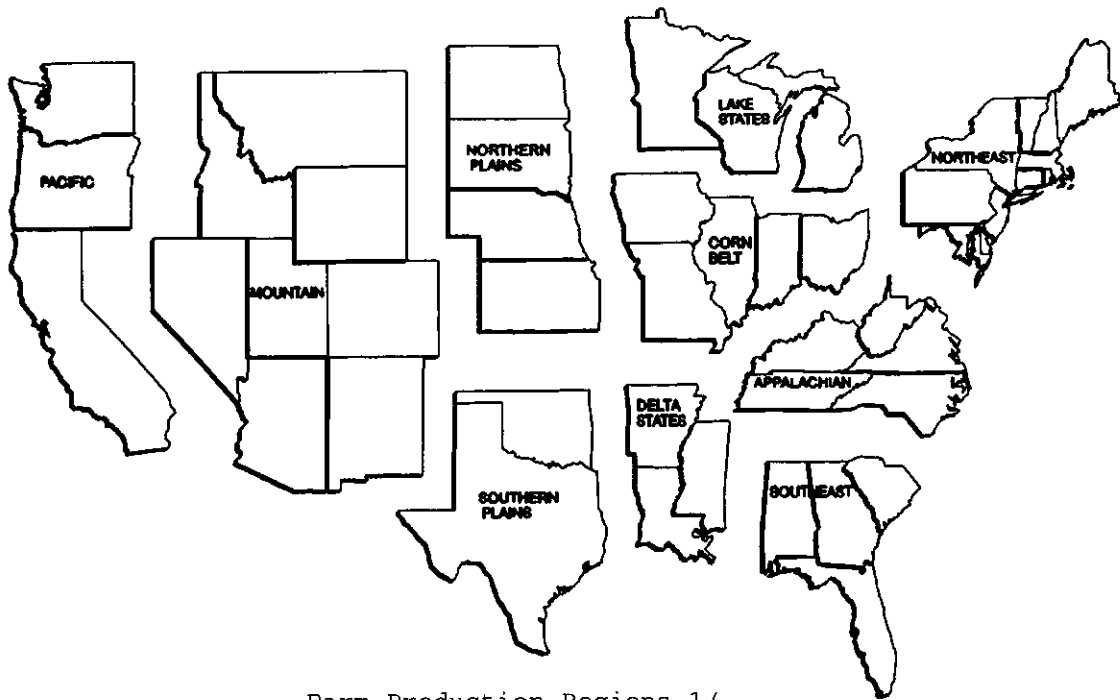 PACIFIC
MOUNTAIN
NORTHERN
PLAINS
LAKE
STATES
NORTHEAST
CORN
BELT
APPALACHIAN
DELTA
STATES
SOUTHERN
PLAINS
SOUTHEAST
Farm Production Regions 1/